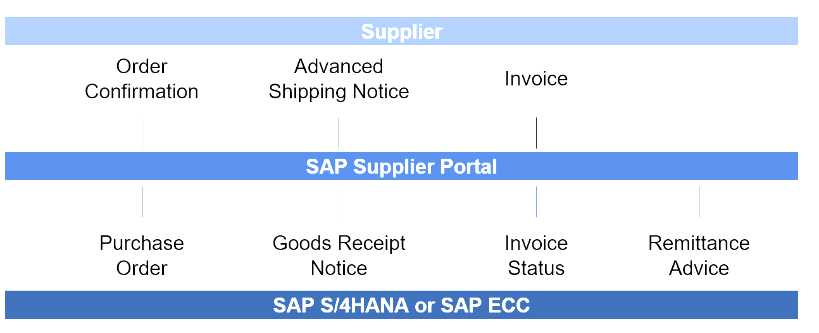 Supplier
Order
Confirmation
Advanced
Shipping Notice
Invoice
SAP Supplier Portal
Purchase
Order
Goods Receipt
Notice
Invoice
Status
Remittance
Advice
SAP S/4HANA or SAP ECC